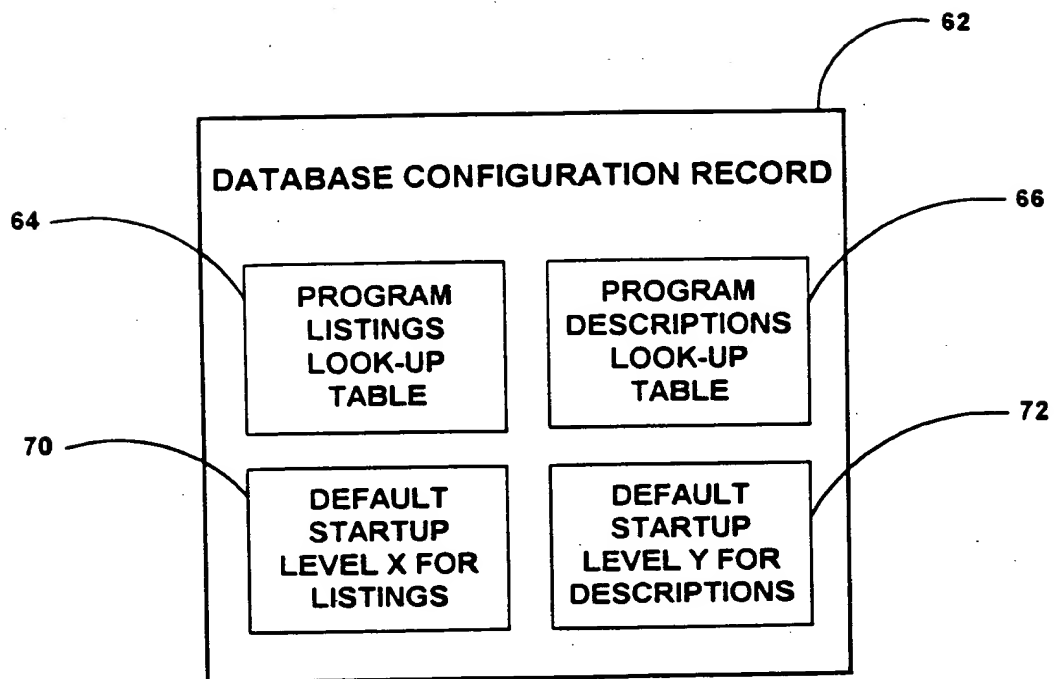 62
DATABASE CONFIGURATION RECORD
64
66
PROGRAM
LISTINGS
LOOK-UP
TABLE
PROGRAM
DESCRIPTIONS
LOOK-UP
TABLE
70
72
DEFAULT
STARTUP
LEVEL X FOR
LISTINGS
DEFAULT
STARTUP
LEVEL Y FOR
DESCRIPTIONS